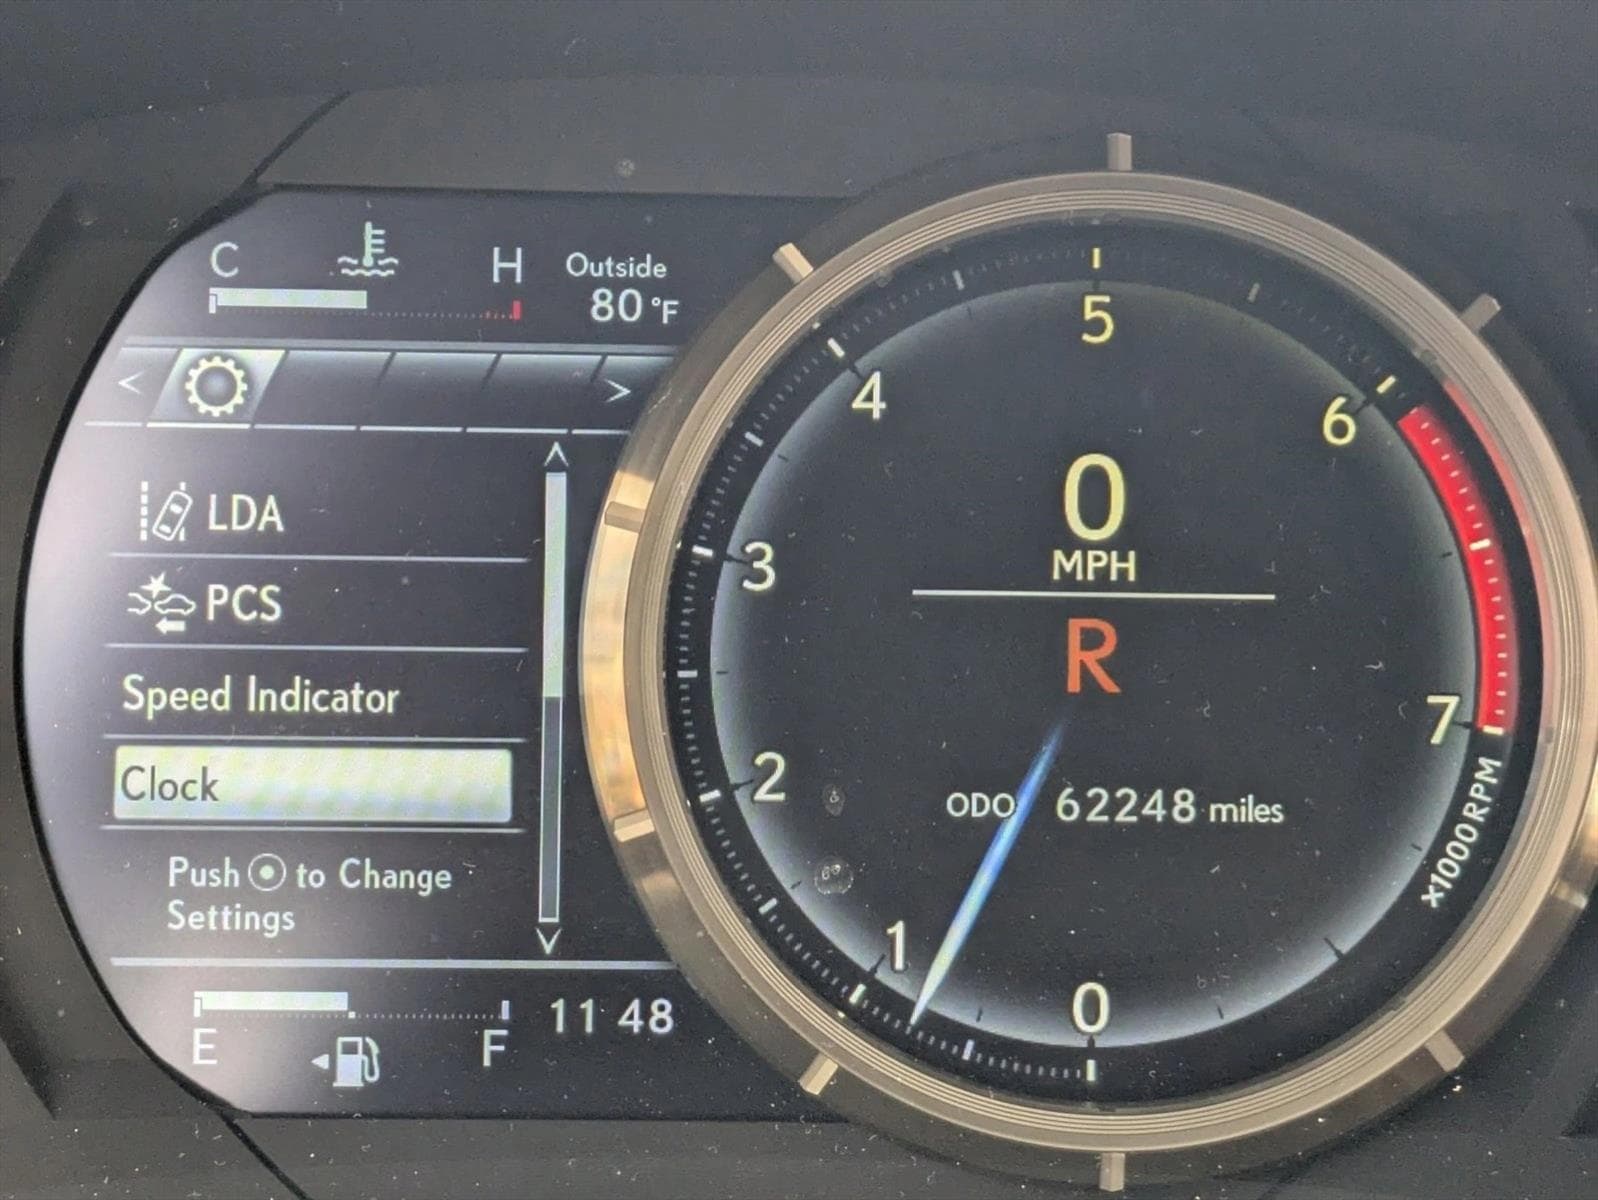 C H Outside
80 °F
< >
LDA
PCS
Speed Indicator
Clock
Push to Change
Settings
E F 11 48
0
MPH
R
ODO 62248 miles
0
1
2
3
4
5
6
7
x1000RPM